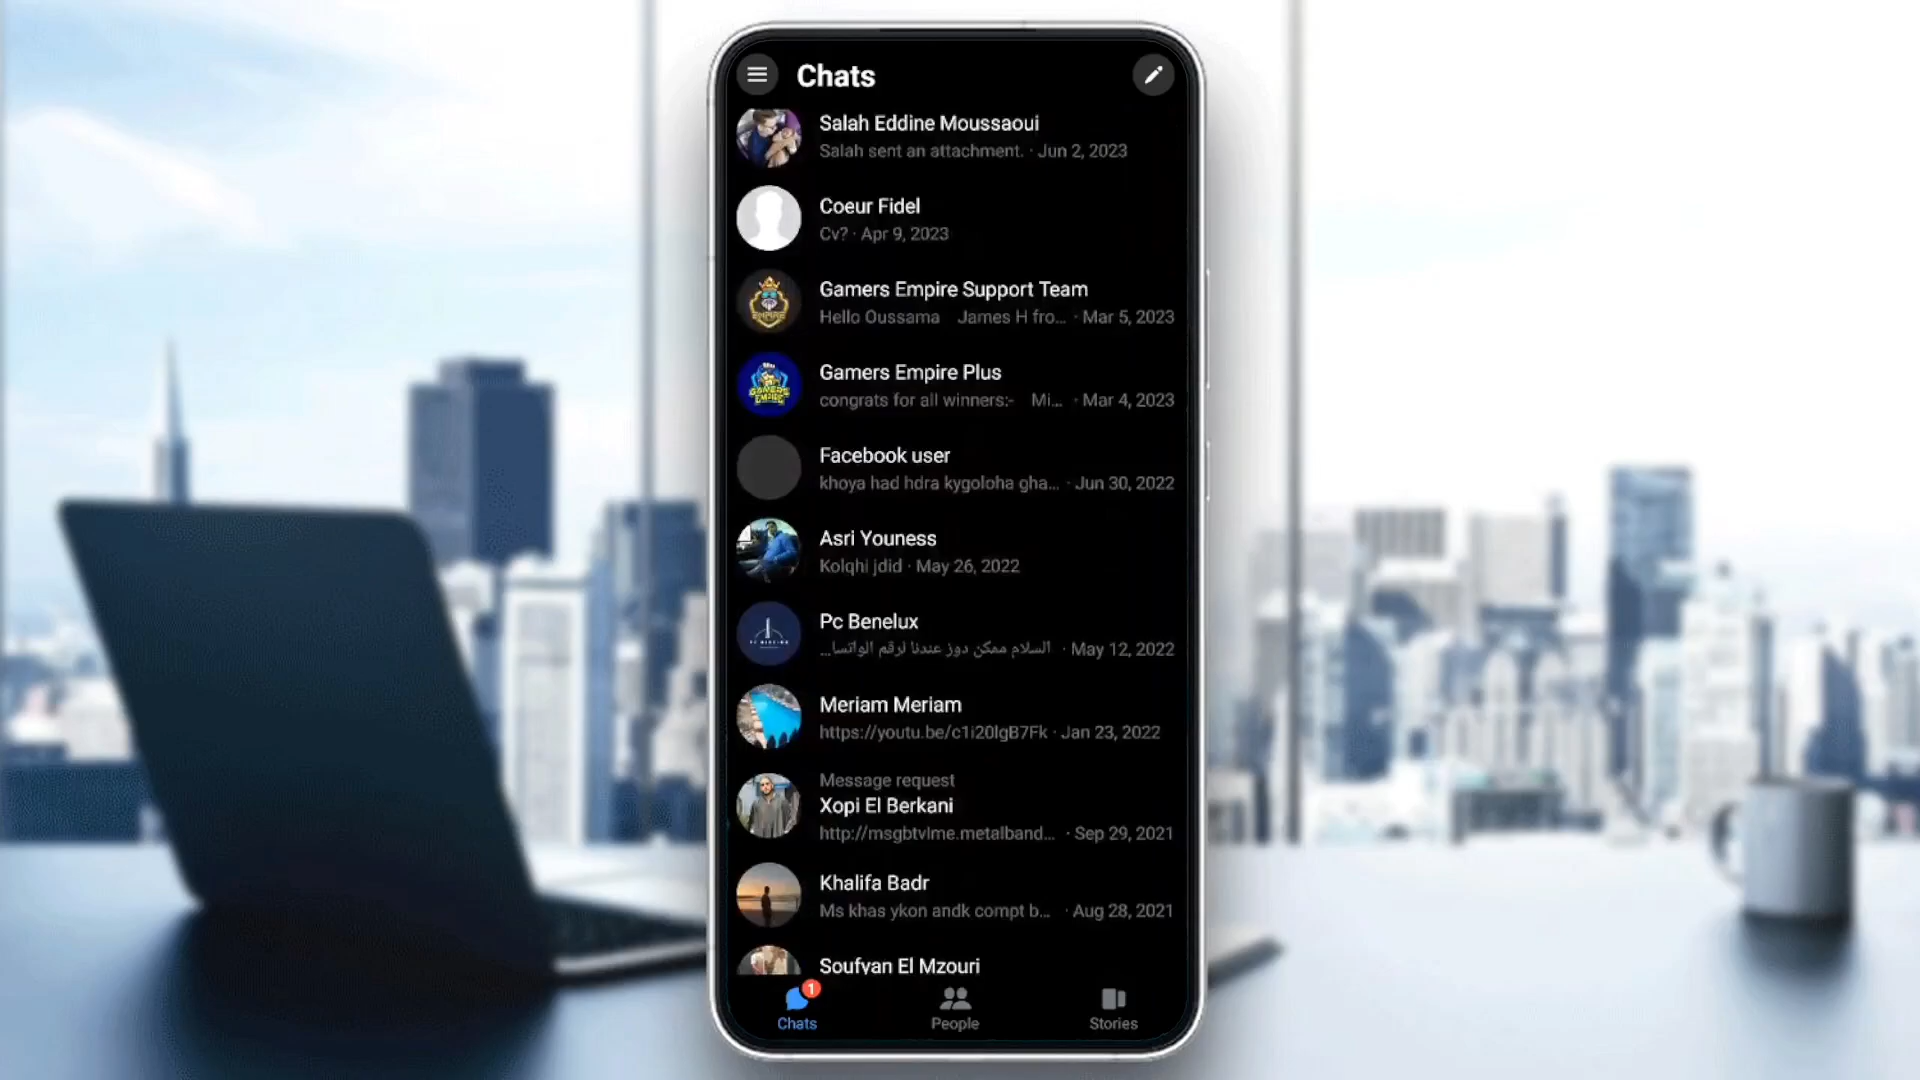 Chats
Salah Eddine Moussaoui
Salah sent an attachment. · Jun 2, 2023
Coeur Fidel
Cv? · Apr 9, 2023
EMPIRE
Gamers Empire Support Team
Hello Oussama James H fro... · Mar 5, 2023
GAMERS
EMPIRE
Gamers Empire Plus
congrats for all winners:- Mi... · Mar 4, 2023
Facebook user
khoya had hdra kygoloha gha... · Jun 30, 2022
Asri Youness
Kolqhi jdid · May 26, 2022
Pc Benelux
السلام ممكن دوز عندنا لرقم الواتسا... · May 12, 2022
Meriam Meriam
https://youtu.be/c1i20lgB7Fk · Jan 23, 2022
Message request
Xopi El Berkani
http://msgbtvlme.metalband... · Sep 29, 2021
Khalifa Badr
Ms khas ykon andk compt b... · Aug 28, 2021
Soufyan El Mzouri
1
Chats
People
Stories